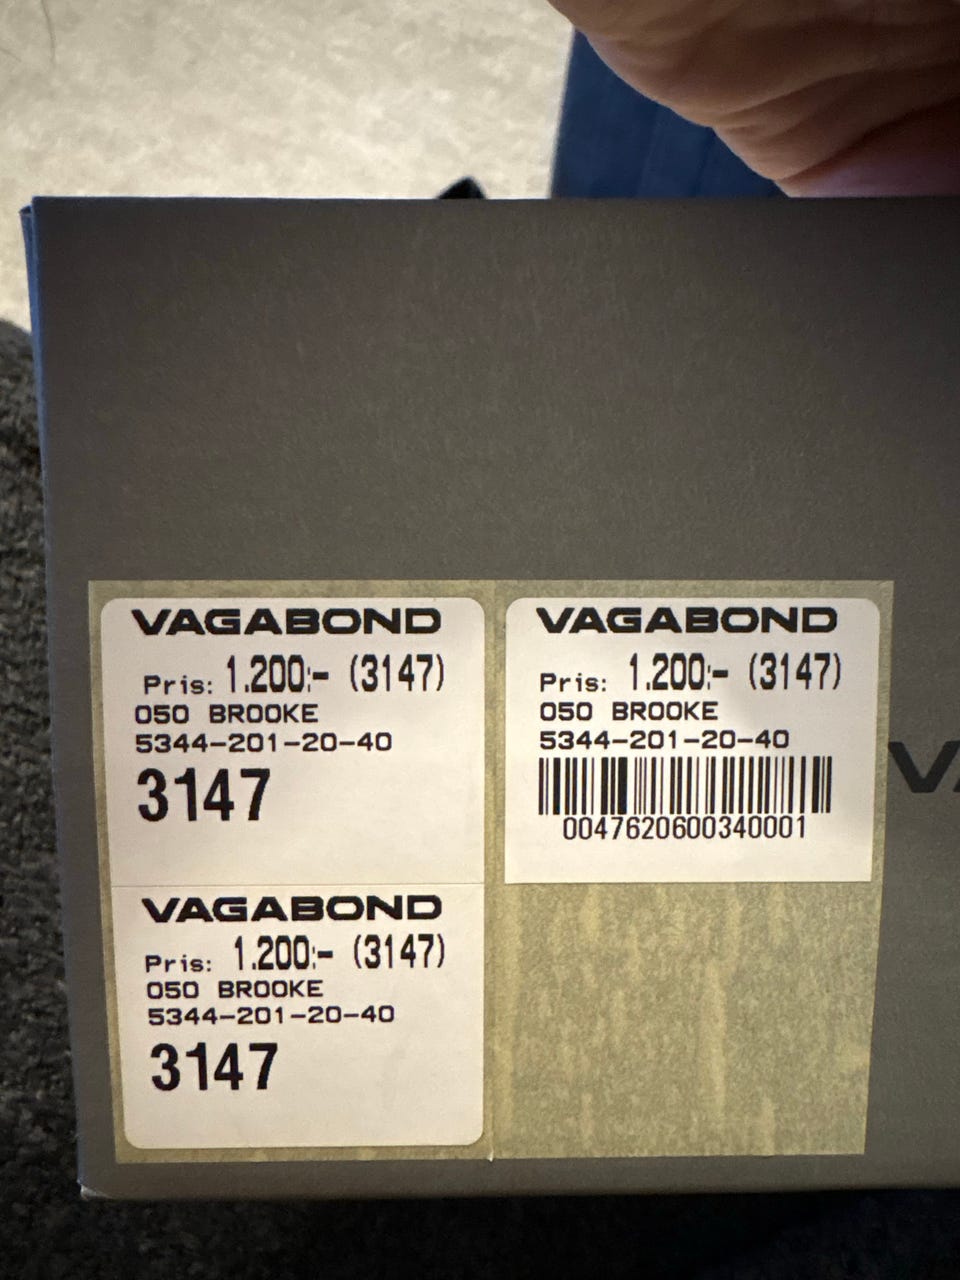 VAGABOND
Pris: 1.200:- (3147)
050 BROOKE
5344-201-20-40
3147
VAGABOND
Pris: 1.200:- (3147)
050 BROOKE
5344-201-20-40
0047620600340001
VAGABOND
Pris: 1.200:- (3147)
050 BROOKE
5344-201-20-40
3147